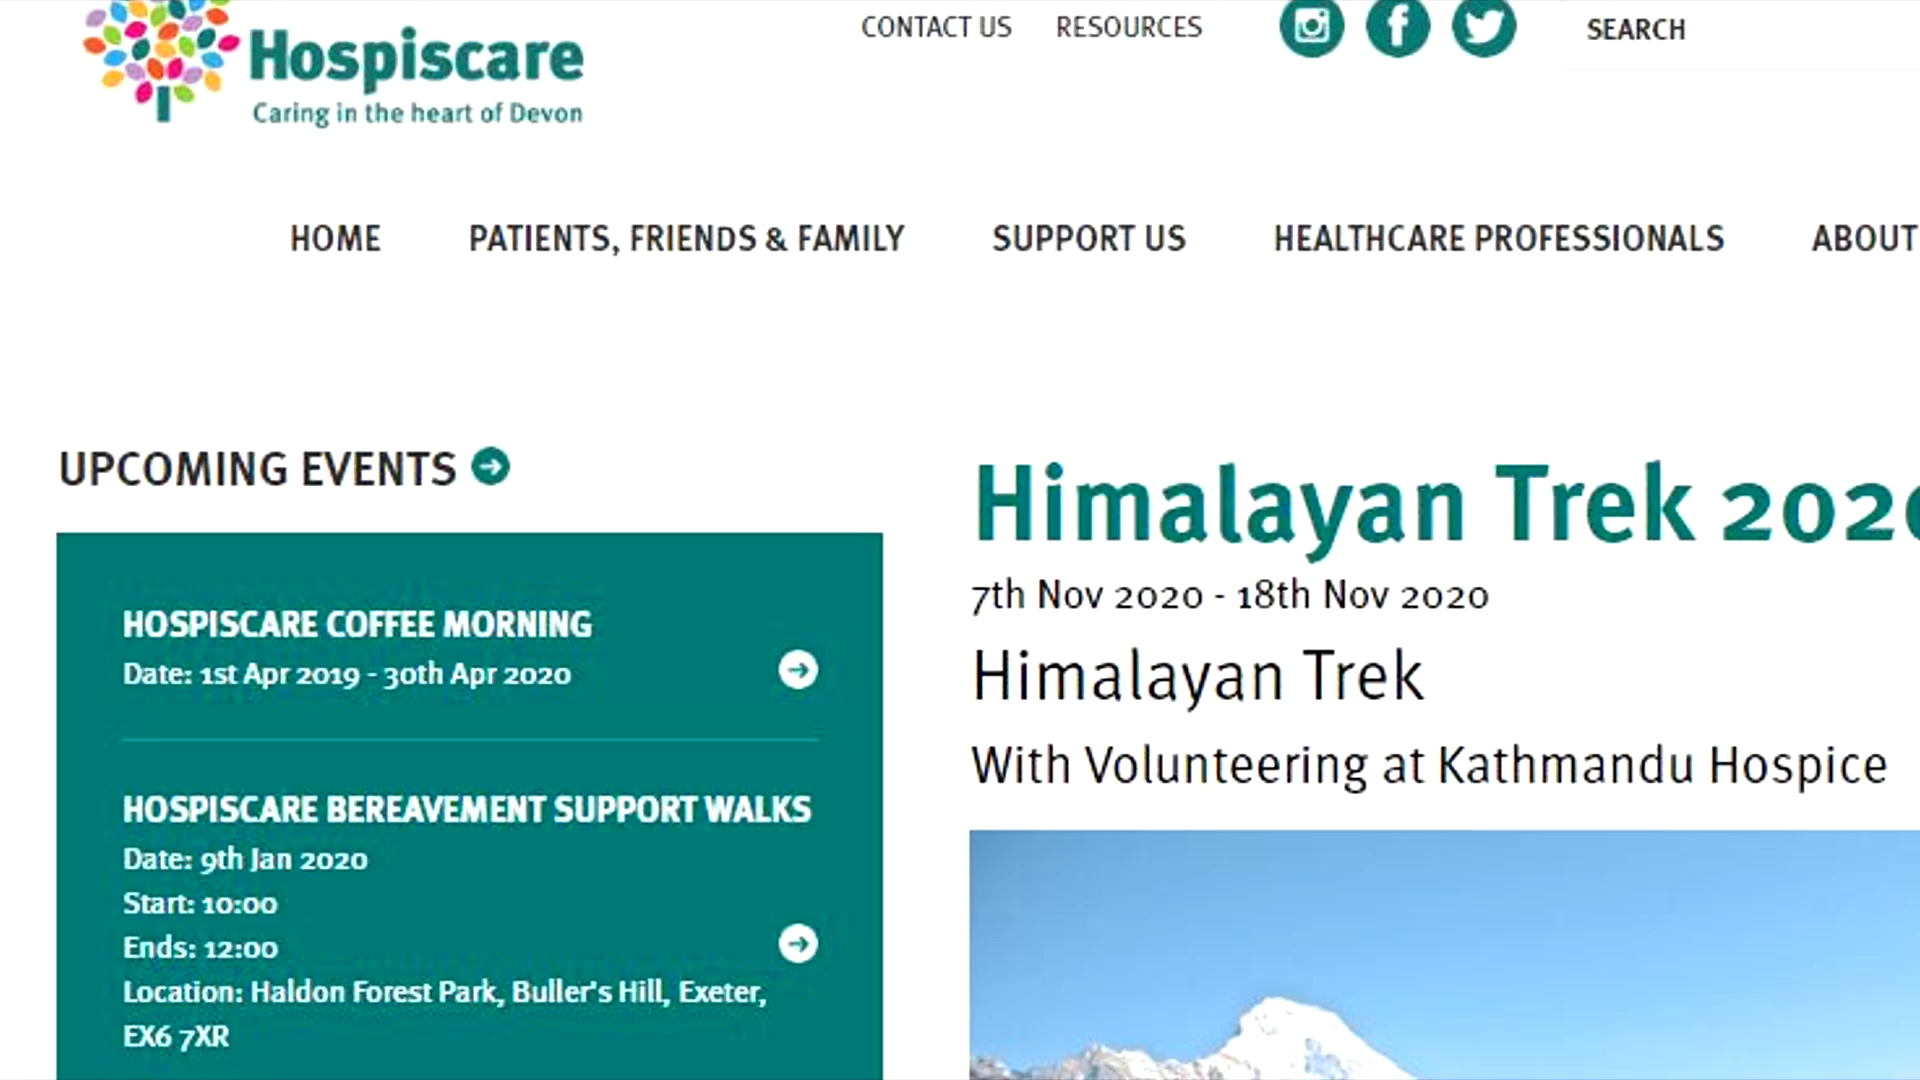 Hospiscare
Caring in the heart of Devon
CONTACT US
RESOURCES
SEARCH
HOME
PATIENTS, FRIENDS & FAMILY
SUPPORT US
HEALTHCARE PROFESSIONALS
ABOUT
UPCOMING EVENTS
HOSPISCARE COFFEE MORNING
Date: 1st Apr 2019 - 30th Apr 2020
HOSPISCARE BEREAVEMENT SUPPORT WALKS
Date: 9th Jan 2020
Start: 10:00
Ends: 12:00
Location: Haldon Forest Park, Buller's Hill, Exeter,
EX6 7XR
Himalayan Trek 2020
7th Nov 2020 - 18th Nov 2020
Himalayan Trek
With Volunteering at Kathmandu Hospice